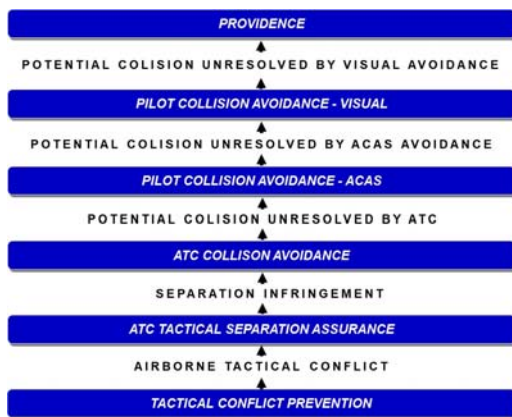 PROVIDENCE
POTENTIAL COLISION UNRESOLVED BY VISUAL AVOIDANCE
PILOT COLLISION AVOIDANCE - VISUAL
POTENTIAL COLISION UNRESOLVED BY ACAS AVOIDANCE
PILOT COLLISION AVOIDANCE - ACAS
POTENTIAL COLISION UNRESOLVED BY ATC
ATC COLLISON AVOIDANCE
SEPARATION INFRINGEMENT
ATC TACTICAL SEPARATION ASSURANCE
AIRBORNE TACTICAL CONFLICT
TACTICAL CONFLICT PREVENTION